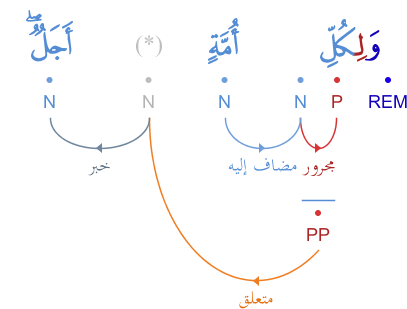 وَلِكُلِّ أُمَّةٍ (*) أَجَلٌۖ
N N N N P REM
مجرور مضاف إليه خبر
PP
متعلق